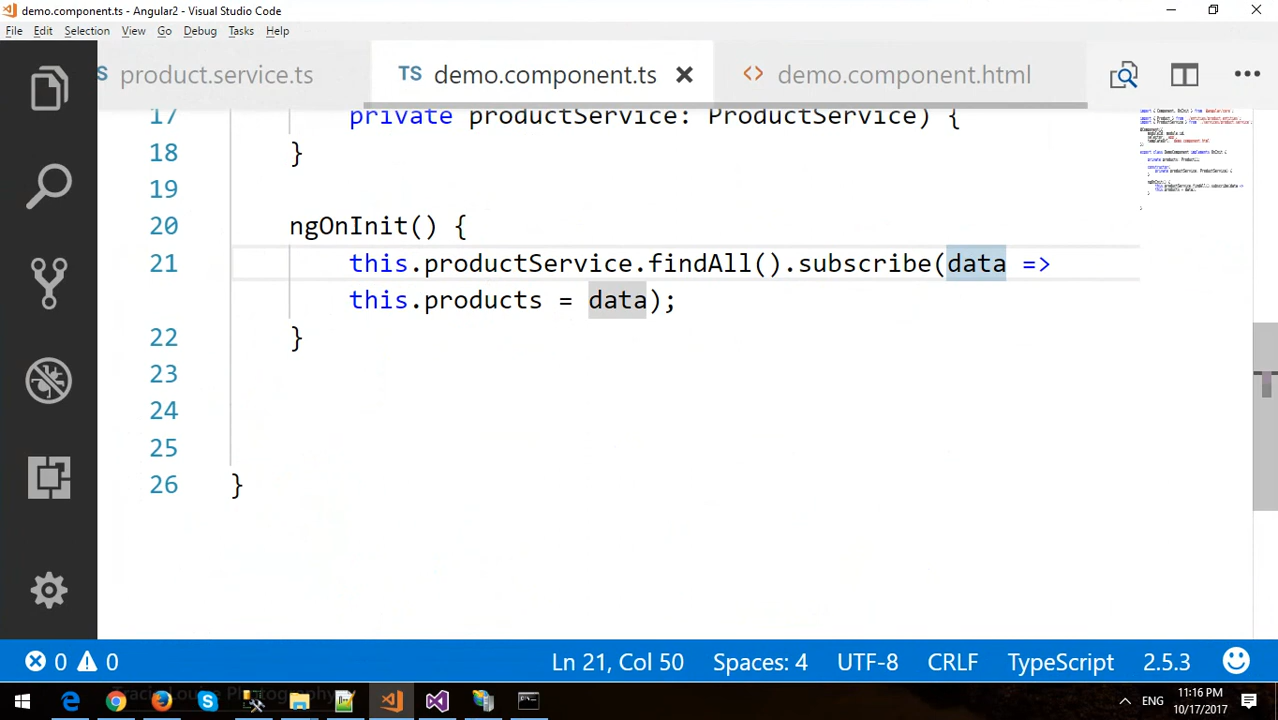 demo.component.ts - Angular2 - Visual Studio Code
File Edit Selection View Go Debug Tasks Help
TS product.service.ts TS demo.component.ts demo.component.html
17 private productService: ProductService) {
18 }
19
20 ngOnInit() {
21 this.productService.findAll().subscribe(data =>
this.products = data);
22 }
23
24
25
26 }
0 0 Ln 21, Col 50 Spaces: 4 UTF-8 CRLF TypeScript 2.5.3
ENG
11:16 PM
10/17/2017